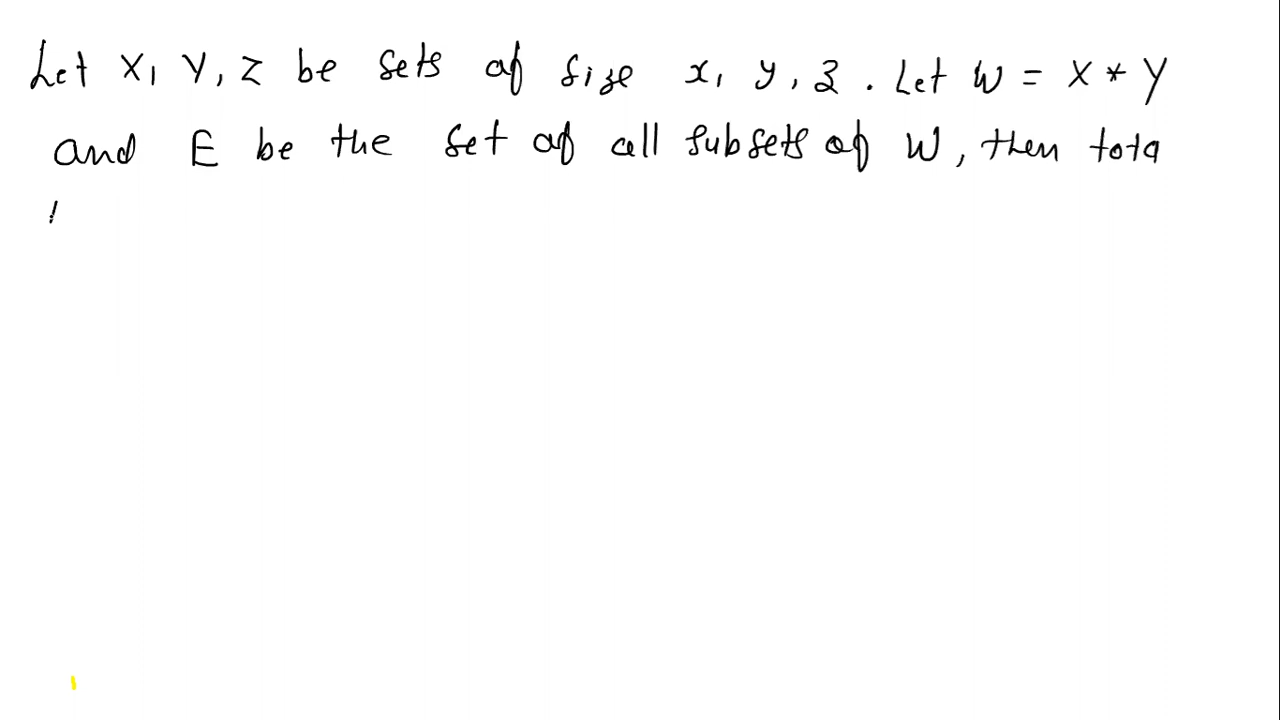 Let X, Y, Z be sets of size x, y, z. Let W = X * Y
and E be the set of all subsets of W, then tota